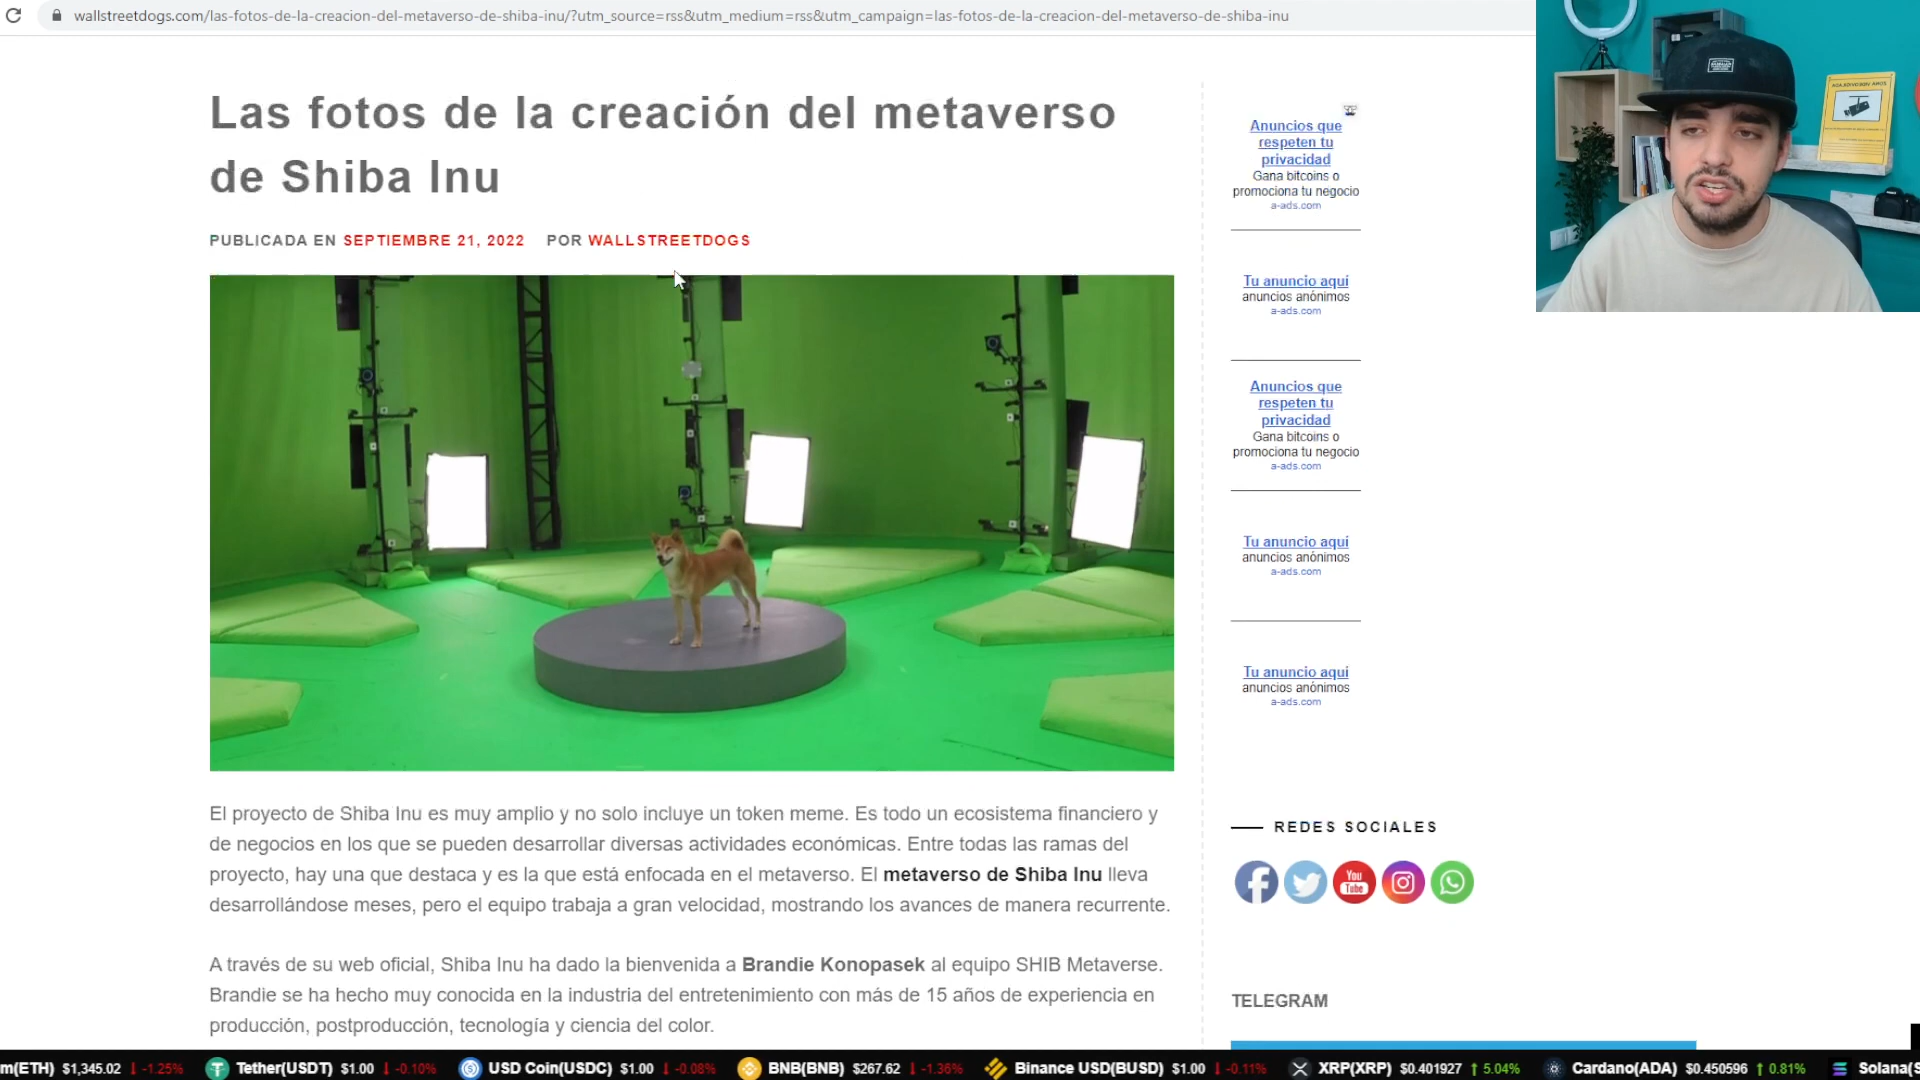 wallstreetdogs.com/las-fotos-de-la-creacion-del-metaverso-de-shiba-inu/?utm_source=rss&utm_medium=rss&utm_campaign=las-fotos-de-la-creacion-del-metaverso-de-shiba-inu
Las fotos de la creación del metaverso
de Shiba Inu
PUBLICADA EN SEPTIEMBRE 21, 2022 POR WALLSTREETDOGS
El proyecto de Shiba Inu es muy amplio y no solo incluye un token meme. Es todo un ecosistema financiero y
de negocios en los que se pueden desarrollar diversas actividades económicas. Entre todas las ramas del
proyecto, hay una que destaca y es la que está enfocada en el metaverso. El metaverso de Shiba Inu lleva
desarrollándose meses, pero el equipo trabaja a gran velocidad, mostrando los avances de manera recurrente.
A través de su web oficial, Shiba Inu ha dado la bienvenida a Brandie Konopasek al equipo SHIB Metaverse.
Brandie se ha hecho muy conocida en la industria del entretenimiento con más de 15 años de experiencia en
producción, postproducción, tecnología y ciencia del color.
Anuncios que
respeten tu
privacidad
Gana bitcoins o
promociona tu negocio
a-ads.com
Tu anuncio aquí
anuncios anónimos
a-ads.com
Anuncios que
respeten tu
privacidad
Gana bitcoins o
promociona tu negocio
a-ads.com
Tu anuncio aquí
anuncios anónimos
a-ads.com
Tu anuncio aquí
anuncios anónimos
a-ads.com
REDES SOCIALES
You
Tube
TELEGRAM
m(ETH) $1,345.02 -1.25% Tether(USDT) $1.00 -0.10% USD Coin(USDC) $1.00 -0.08% BNB(BNB) $267.62 -1.36% Binance USD(BUSD) $1.00 -0.11% XRP(XRP) $0.401927 5.04% Cardano(ADA) $0.450596 0.81% Solana(S